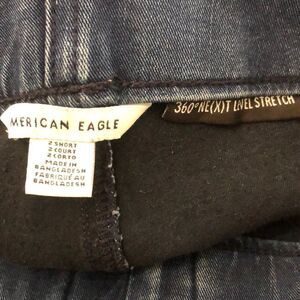 MERICAN EAGLE
360°NE(X)T LEVEL STRETCH
2 SHORT
2 COURT
2 CORTO
MADE IN
BANGLADESH
FABRIQUÉ AU
BANGLADESH